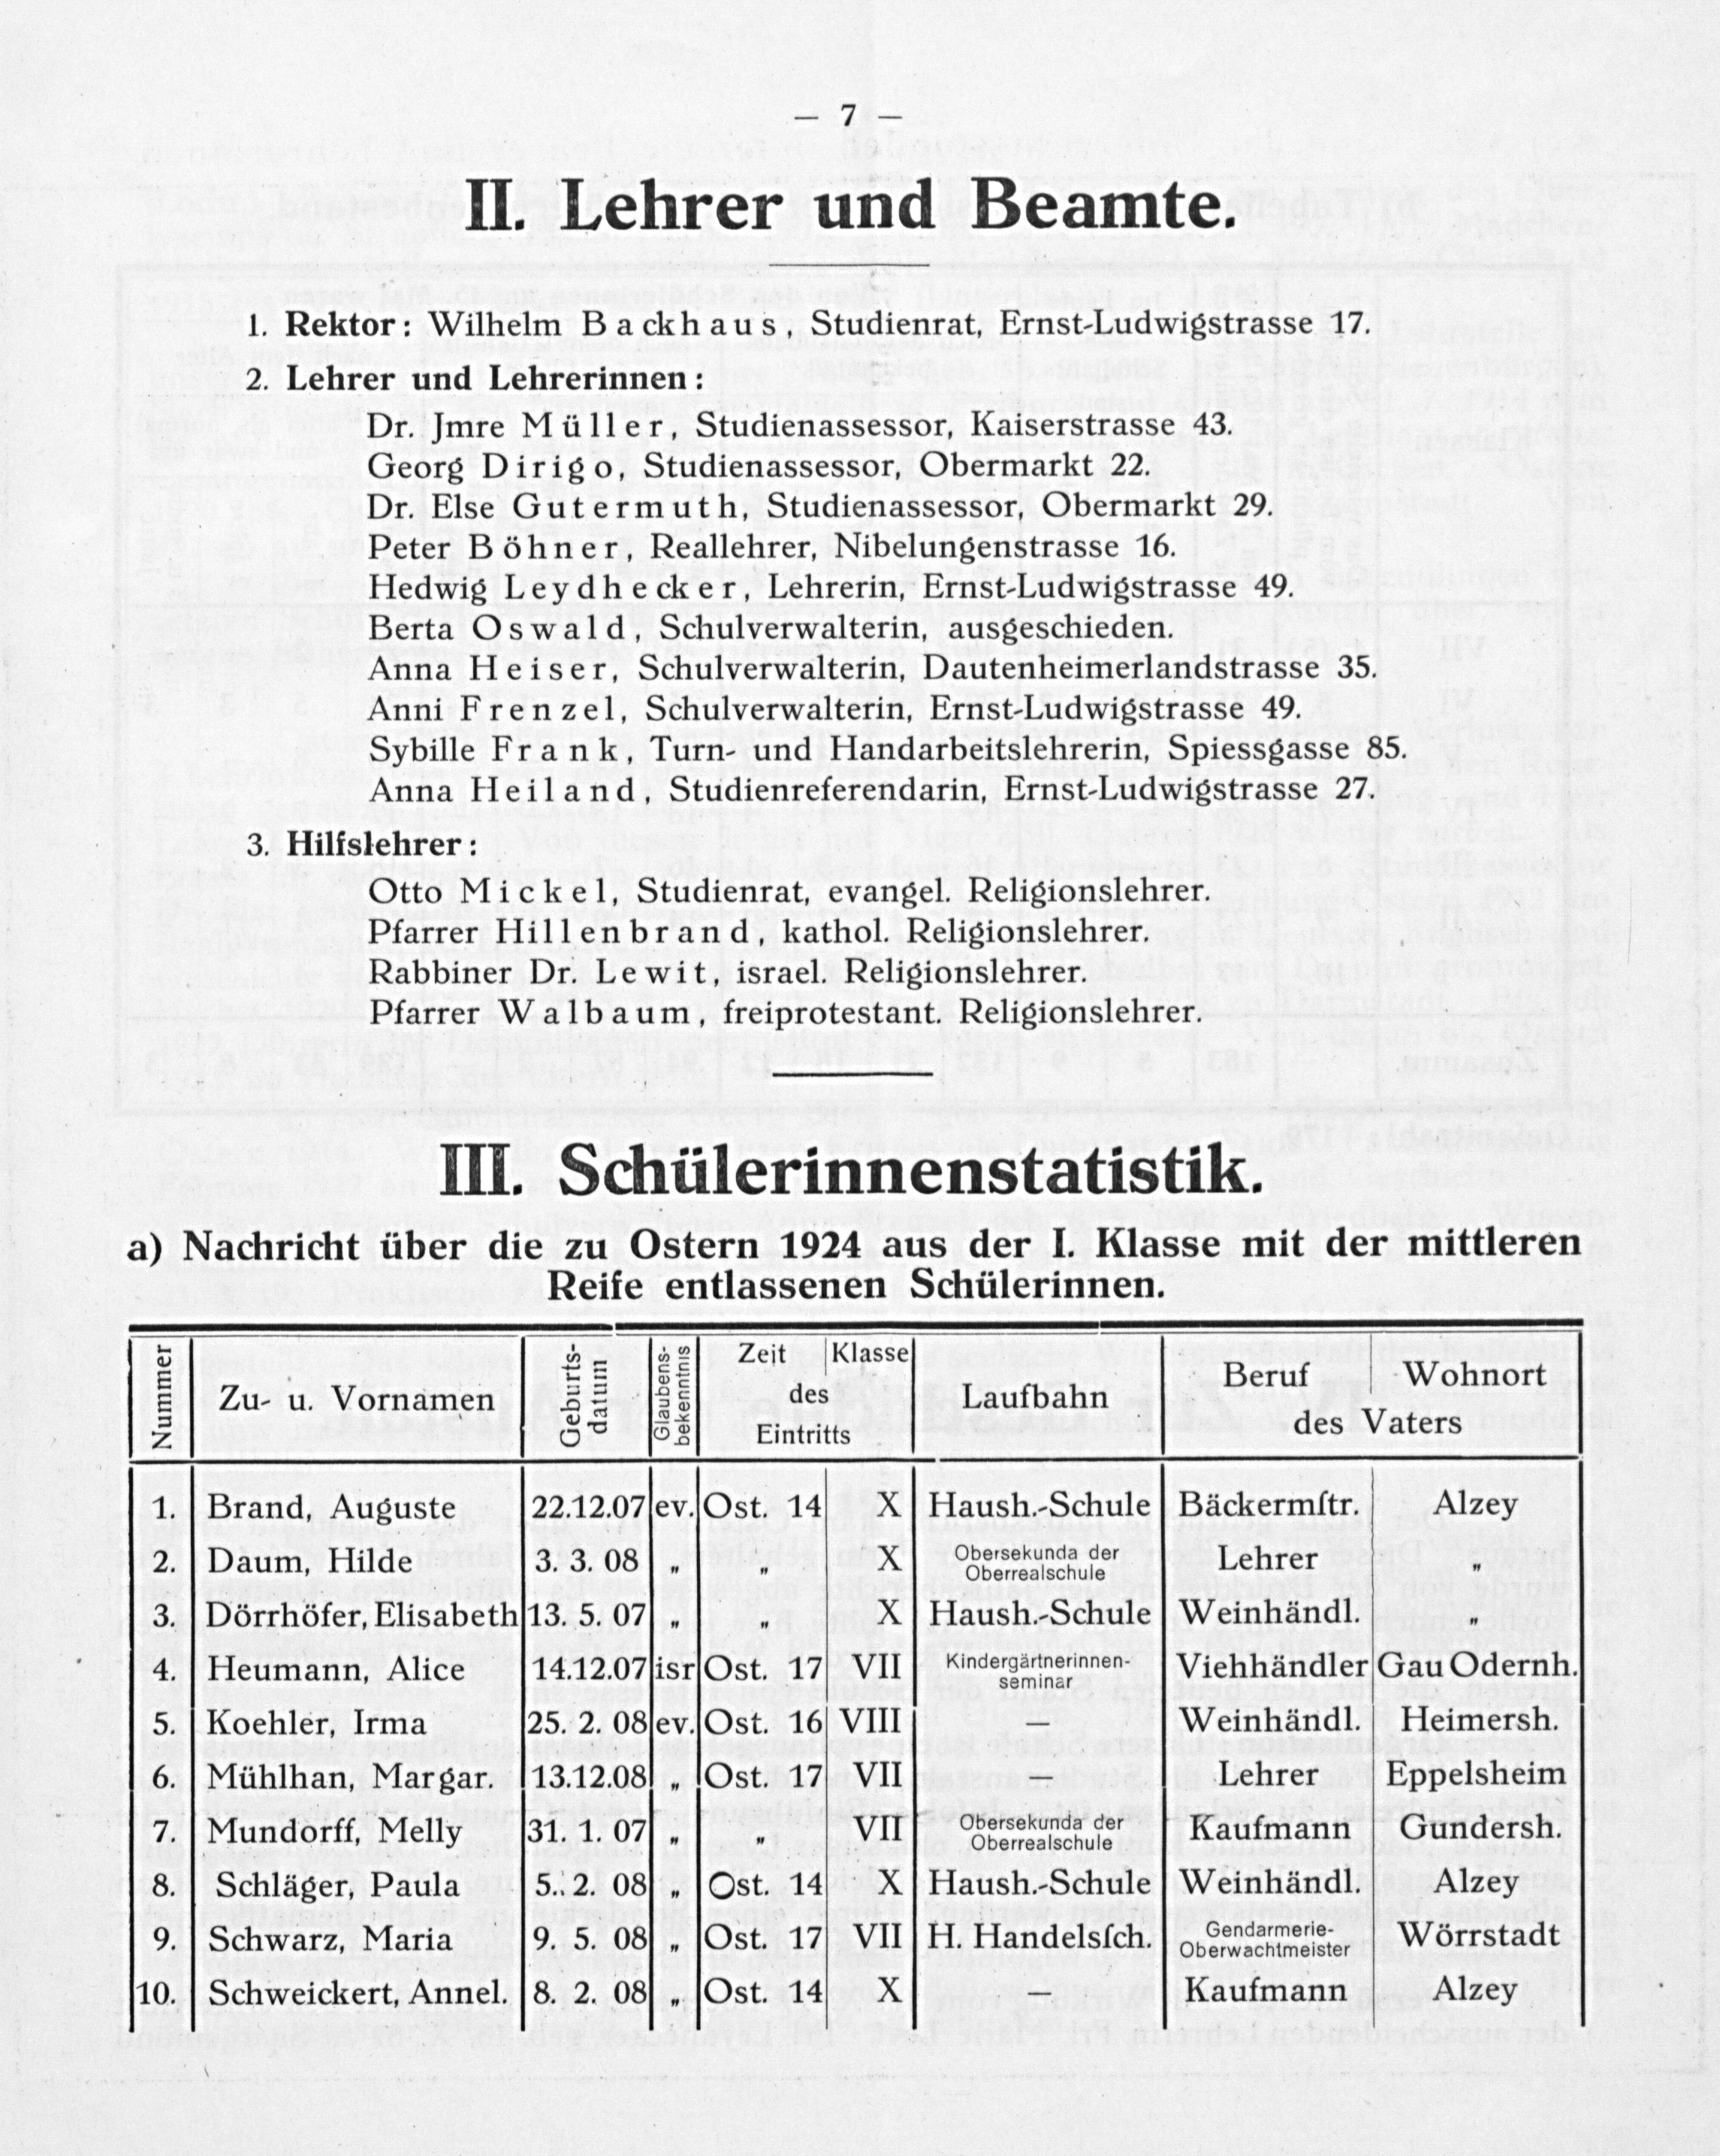 — 7 —
II. Lehrer und Beamte.
1. Rektor: Wilhelm Backhaus, Studienrat, Ernst-Ludwigstrasse 17.
2. Lehrer und Lehrerinnen:
Dr. Jmre Müller, Studienassessor, Kaiserstrasse 43.
Georg Dirigo, Studienassessor, Obermarkt 22.
Dr. Else Gutermuth, Studienassessor, Obermarkt 29.
Peter Böhner, Reallehrer, Nibelungenstrasse 16.
Hedwig Leydhecker, Lehrerin, Ernst-Ludwigstrasse 49.
Berta Oswald, Schulverwalterin, ausgeschieden.
Anna Heiser, Schulverwalterin, Dautenheimerlandstrasse 35.
Anni Frenzel, Schulverwalterin, Ernst-Ludwigstrasse 49.
Sybille Frank, Turn- und Handarbeitslehrerin, Spiessgasse 85.
Anna Heiland, Studienreferendarin, Ernst-Ludwigstrasse 27.
3. Hilfslehrer:
Otto Mickel, Studienrat, evangel. Religionslehrer.
Pfarrer Hillenbrand, kathol. Religionslehrer.
Rabbiner Dr. Lewit, israel. Religionslehrer.
Pfarrer Walbaum, freiprotestant. Religionslehrer.
III. Schülerinnenstatistik.
a) Nachricht über die zu Ostern 1924 aus der I. Klasse mit der mittleren
Reife entlassenen Schülerinnen.
Nummer Zu- u. Vornamen Geburts-datum Glaubens-bekenntnis Zeit Klasse des Eintritts Laufbahn Beruf Wohnort des Vaters
1. Brand, Auguste 22.12.07 ev. Ost. 14 X Haush.-Schule Bäckermſtr. Alzey
2. Daum, Hilde 3. 3. 08 „ „ X Obersekunda der Oberrealschule Lehrer „
3. Dörrhöfer, Elisabeth 13. 5. 07 „ „ X Haush.-Schule Weinhändl. „
4. Heumann, Alice 14.12.07 isr Ost. 17 VII Kindergärtnerinnen-seminar Viehhändler Gau Odernh.
5. Koehler, Irma 25. 2. 08 ev. Ost. 16 VIII — Weinhändl. Heimersh.
6. Mühlhan, Margar. 13.12.08 „ Ost. 17 VII — Lehrer Eppelsheim
7. Mundorff, Melly 31. 1. 07 „ „ VII Obersekunda der Oberrealschule Kaufmann Gundersh.
8. Schläger, Paula 5. 2. 08 „ Ost. 14 X Haush.-Schule Weinhändl. Alzey
9. Schwarz, Maria 9. 5. 08 „ Ost. 17 VII H. Handelsſch. Gendarmerie-Oberwachtmeister Wörrstadt
10. Schweickert, Annel. 8. 2. 08 „ Ost. 14 X — Kaufmann Alzey